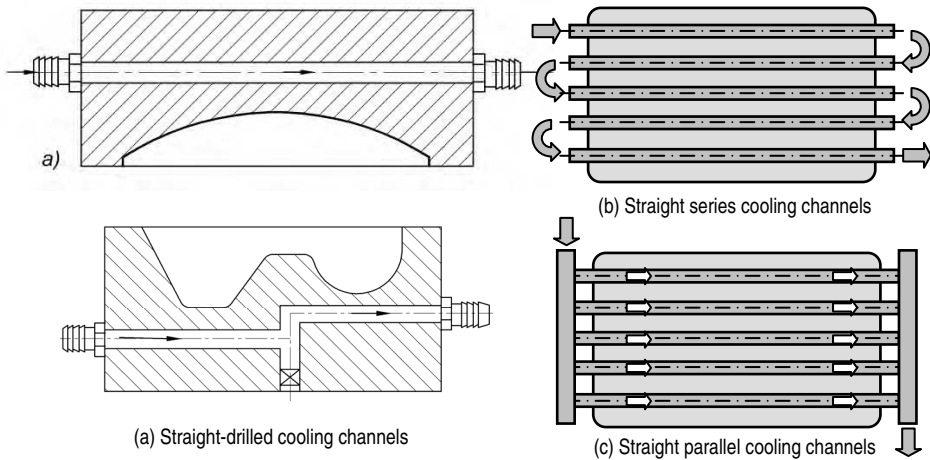 a)
(b) Straight series cooling channels
(a) Straight-drilled cooling channels
(c) Straight parallel cooling channels